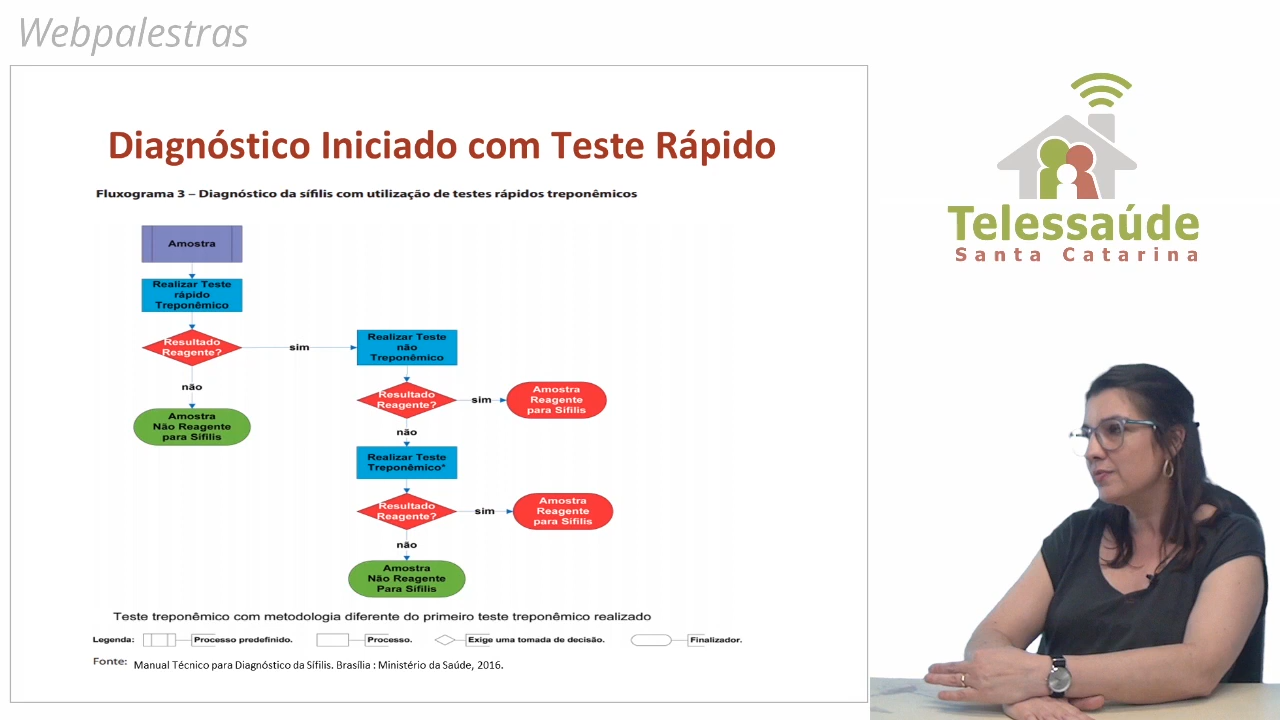 Webpalestras
Diagnóstico Iniciado com Teste Rápido
Fluxograma 3 – Diagnóstico da sífilis com utilização de testes rápidos treponêmicos
Amostra
Realizar Teste
rápido
Treponêmico
Resultado
Reagente?
sim
não
Amostra
Não Reagente
para Sífilis
Realizar Teste
não
Treponêmico
Resultado
Reagente?
sim
Amostra
Reagente
para Sífilis
não
Realizar Teste
Treponêmico*
Resultado
Reagente?
sim
Amostra
Reagente
para Sífilis
não
Amostra
Não Reagente
Para Sífilis
Teste treponêmico com metodologia diferente do primeiro teste treponêmico realizado
Legenda: Processo predefinido. Processo. Exige uma tomada de decisão. Finalizador.
Fonte: Manual Técnico para Diagnóstico da Sífilis. Brasília : Ministério da Saúde, 2016.
Telessaúde
Santa Catarina